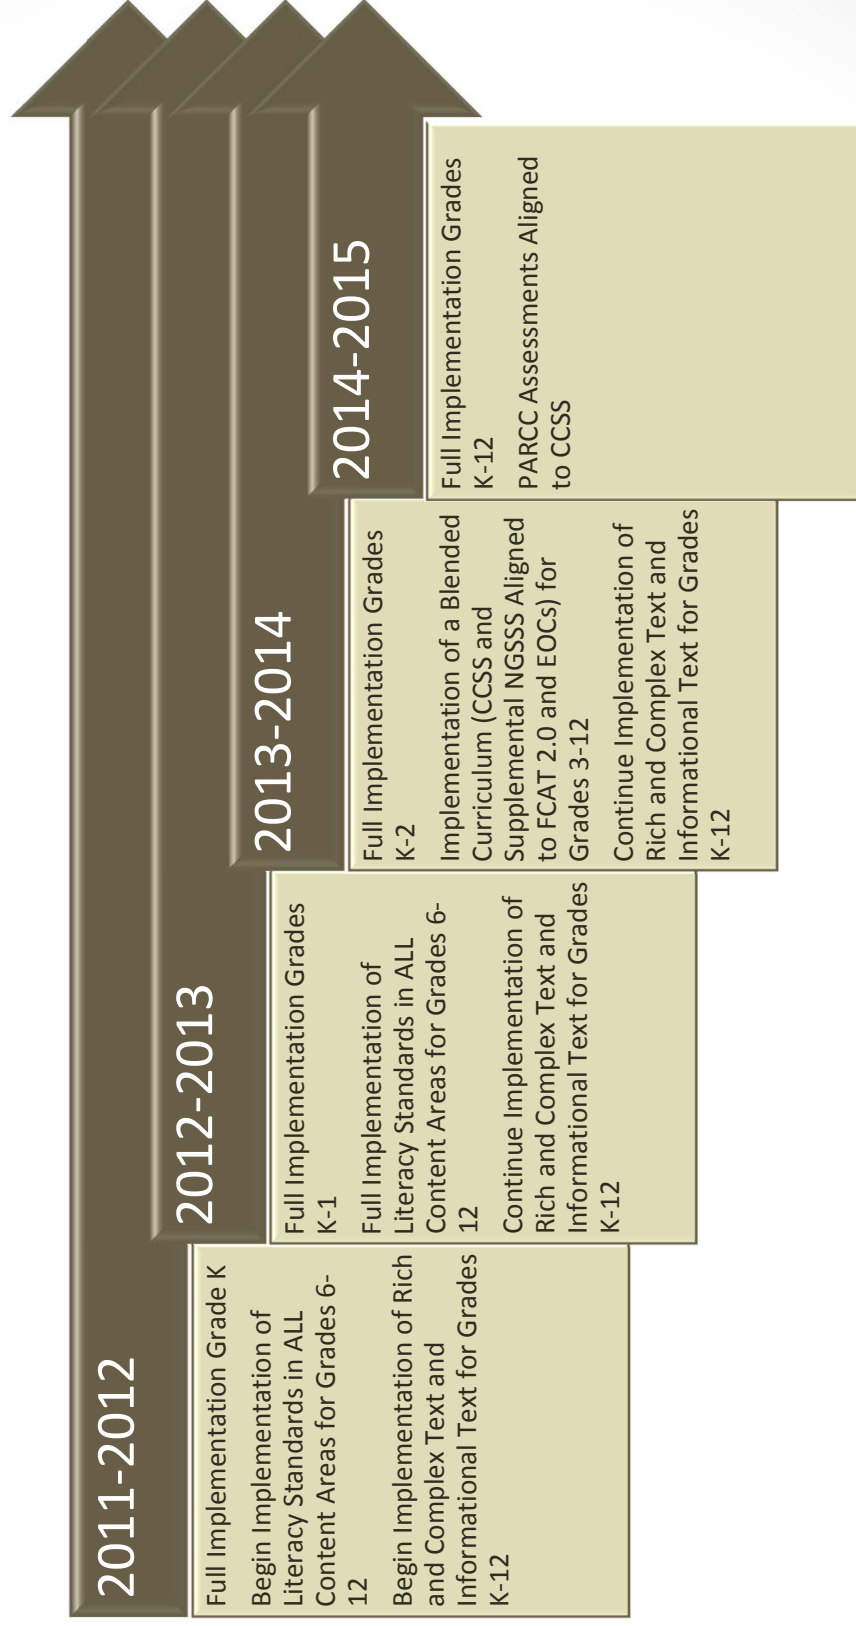 2011-2012
Full Implementation Grade K
Begin Implementation of
Literacy Standards in ALL
Content Areas for Grades 6-
12
Begin Implementation of Rich
and Complex Text and
Informational Text for Grades
K-12
2012-2013
Full Implementation Grades
K-1
Full Implementation of
Literacy Standards in ALL
Content Areas for Grades 6-
12
Continue Implementation of
Rich and Complex Text and
Informational Text for Grades
K-12
2013-2014
Full Implementation Grades
K-2
Implementation of a Blended
Curriculum (CCSS and
Supplemental NGSSS Aligned
to FCAT 2.0 and EOCs) for
Grades 3-12
Continue Implementation of
Rich and Complex Text and
Informational Text for Grades
K-12
2014-2015
Full Implementation Grades
K-12
PARCC Assessments Aligned
to CCSS